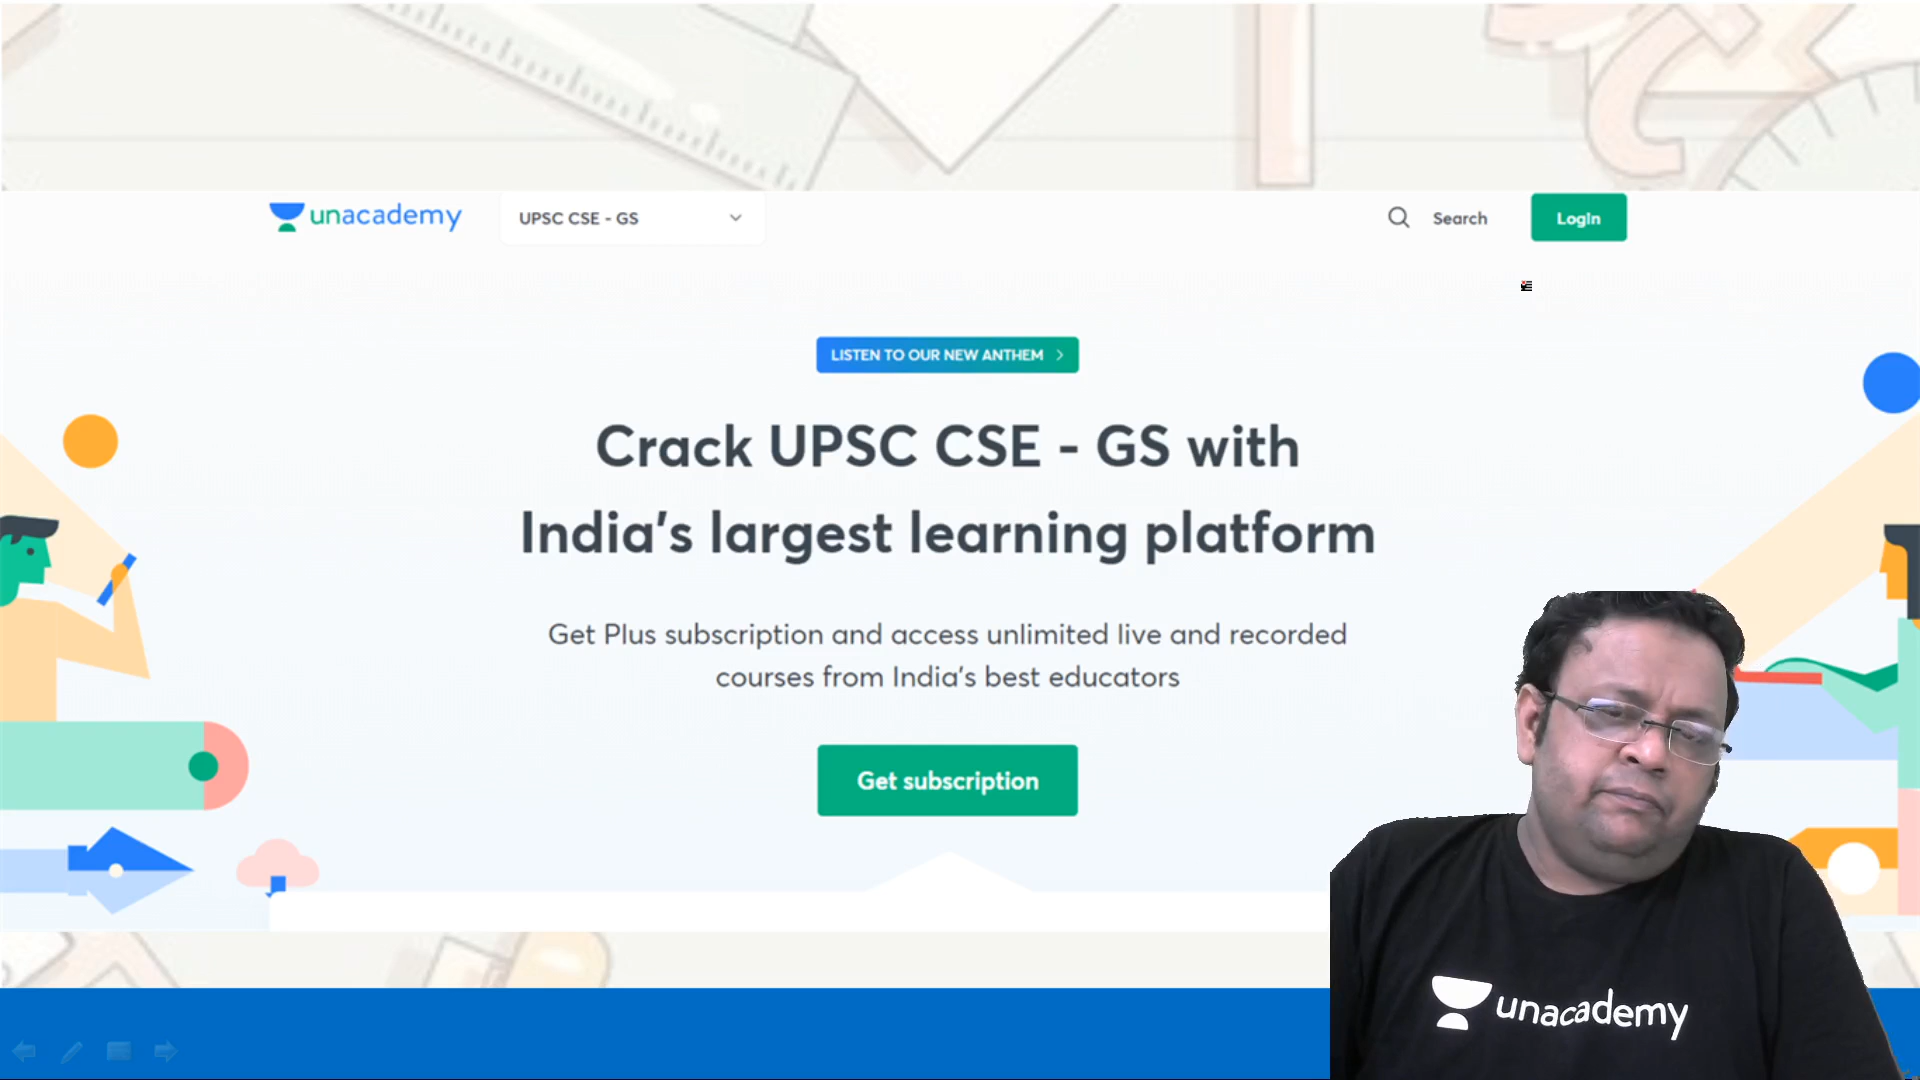 unacademy
UPSC CSE - GS
Search
Login
LISTEN TO OUR NEW ANTHEM
Crack UPSC CSE - GS with
India's largest learning platform
Get Plus subscription and access unlimited live and recorded
courses from India's best educators
Get subscription
unacademy